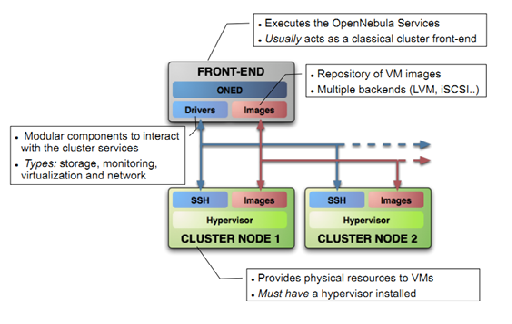 • Executes the OpenNebula Services
• Usually acts as a classical cluster front-end
FRONT-END
ONED
Drivers
Images
• Repository of VM images
• Multiple backends (LVM, iSCSI..)
• Modular components to interact
with the cluster services
• Types: storage, monitoring,
virtualization and network
SSH
Images
Hypervisor
CLUSTER NODE 1
SSH
Images
Hypervisor
CLUSTER NODE 2
• Provides physical resources to VMs
• Must have a hypervisor installed